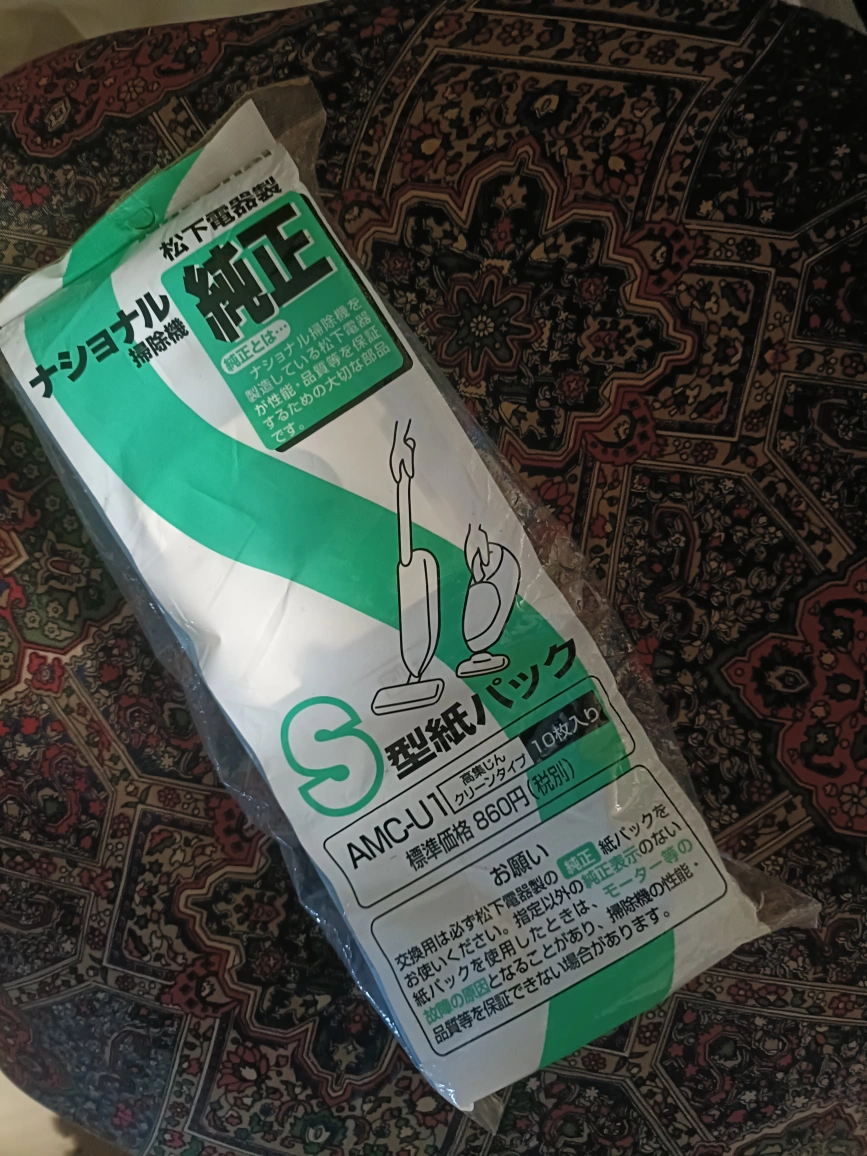 松下電器製
純正
ナショナル
掃除機
純正とは…
ナショナル掃除機を
製造している松下電器
が性能・品質等を保証
するための大切な部品
です。
S型紙パック
AMC-U1
高集じん
クリーンタイプ
10枚入り
標準価格 860円(税別)
お願い
交換用は必ず松下電器製の 純正 紙パックを
お使いください。指定以外の純正表示のない
紙パックを使用したときは、モーター等の
故障の原因となることがあり、掃除機の性能・
品質等を保証できない場合があります。